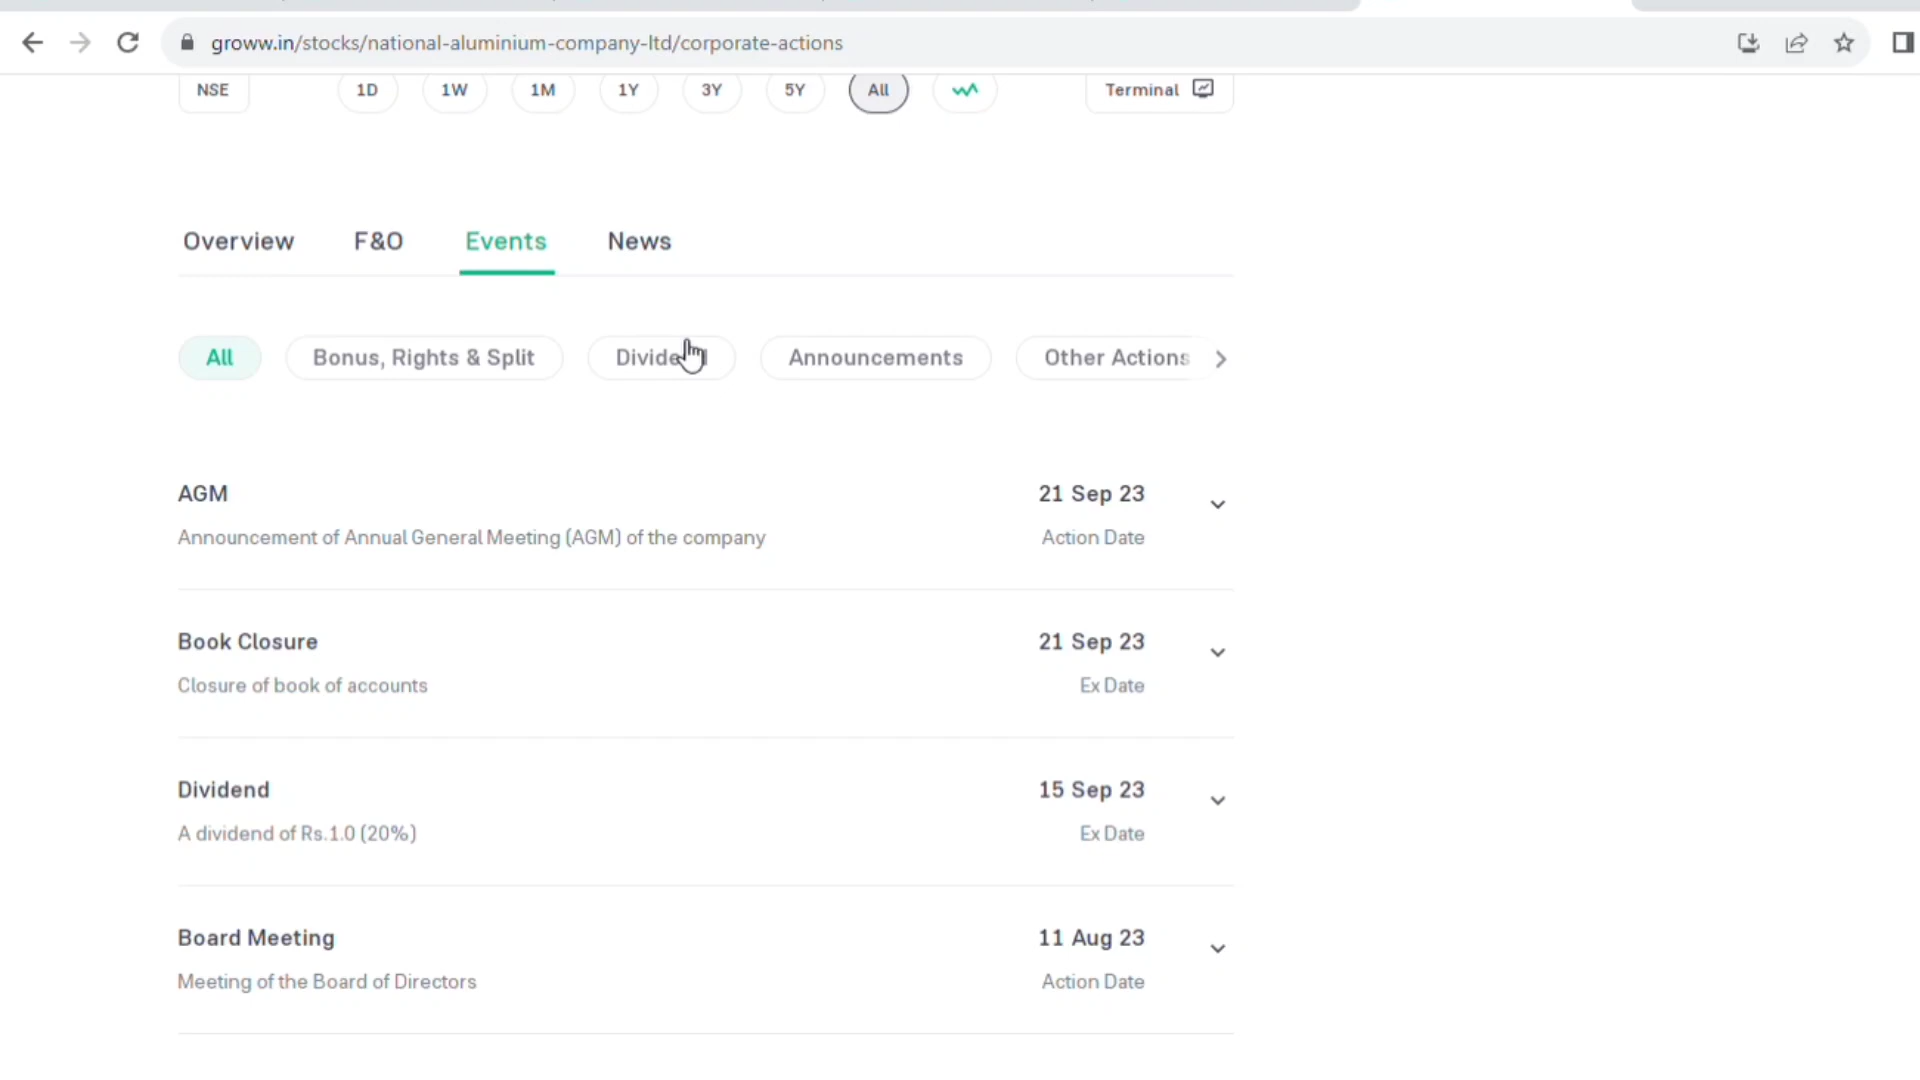 groww.in/stocks/national-aluminium-company-ltd/corporate-actions
NSE 1D 1W 1M 1Y 3Y 5Y All Terminal
Overview F&O Events News
All Bonus, Rights & Split Announcements Other Actions
AGM 21 Sep 23
Announcement of Annual General Meeting (AGM) of the company Action Date
Book Closure 21 Sep 23
Closure of book of accounts Ex Date
Dividend 15 Sep 23
A dividend of Rs.1.0 (20%) Ex Date
Board Meeting 11 Aug 23
Meeting of the Board of Directors Action Date